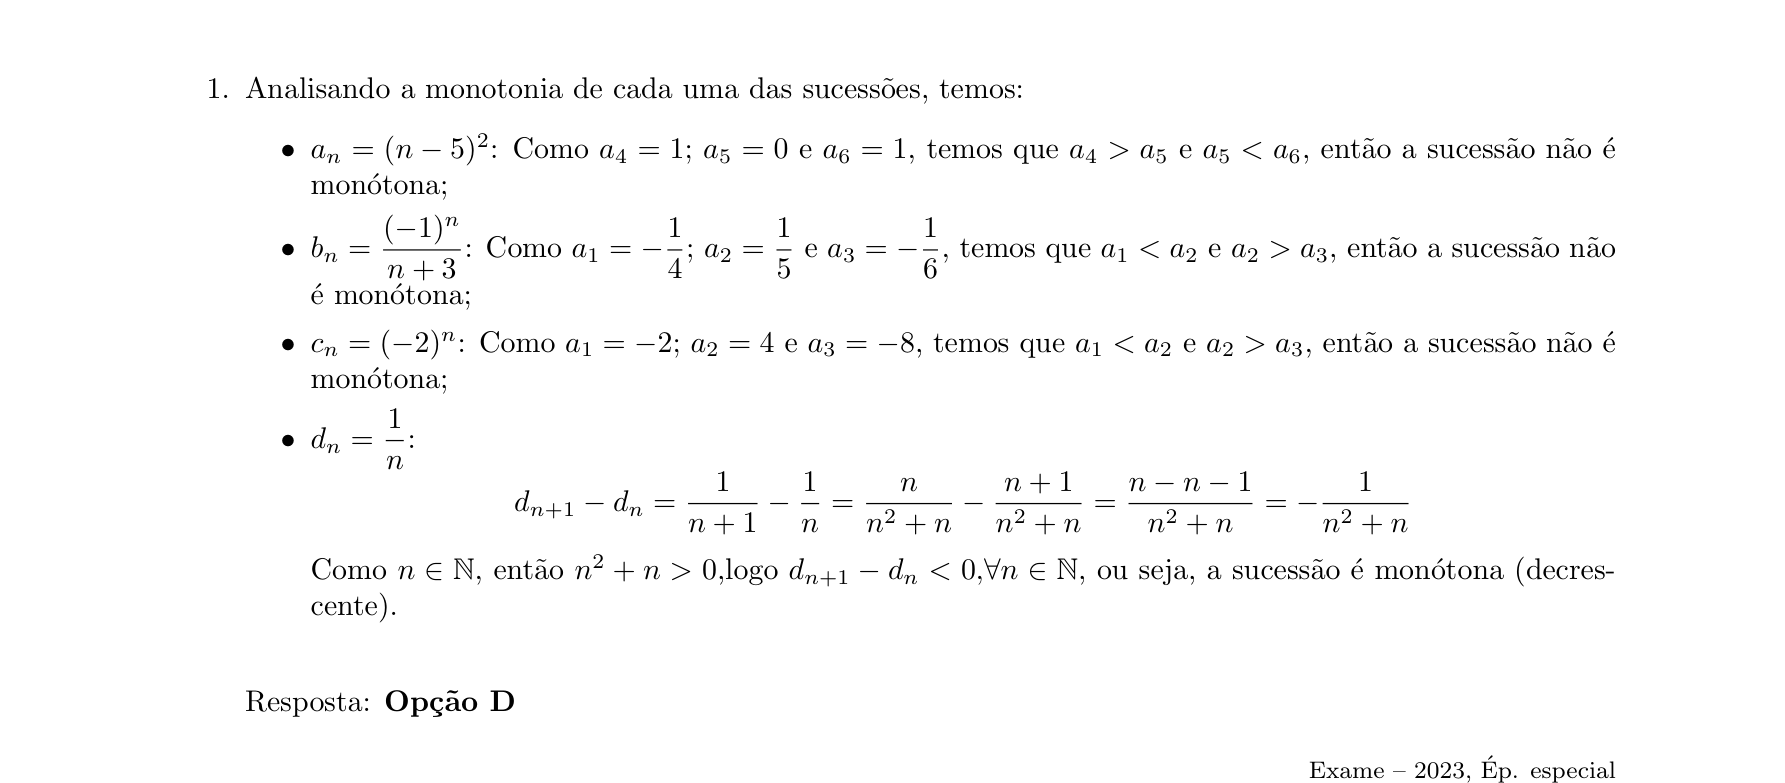 1. Analisando a monotonia de cada uma das sucessões, temos:
• $a_n = (n-5)^2$: Como $a_4 = 1$; $a_5 = 0$ e $a_6 = 1$, temos que $a_4 > a_5$ e $a_5 < a_6$, então a sucessão não é
monótona;
• $b_n = \frac{(-1)^n}{n+3}$: Como $a_1 = -\frac{1}{4}$; $a_2 = \frac{1}{5}$ e $a_3 = -\frac{1}{6}$, temos que $a_1 < a_2$ e $a_2 > a_3$, então a sucessão não
é monótona;
• $c_n = (-2)^n$: Como $a_1 = -2$; $a_2 = 4$ e $a_3 = -8$, temos que $a_1 < a_2$ e $a_2 > a_3$, então a sucessão não é
monótona;
• $d_n = \frac{1}{n}$:
$d_{n+1} - d_n = \frac{1}{n+1} - \frac{1}{n} = \frac{n}{n^2+n} - \frac{n+1}{n^2+n} = \frac{n-n-1}{n^2+n} = -\frac{1}{n^2+n}$
Como $n \in \mathbb{N}$, então $n^2 + n > 0$,logo $d_{n+1} - d_n < 0$,$\forall n \in \mathbb{N}$, ou seja, a sucessão é monótona (decres-
cente).
Resposta: Opção D
Exame – 2023, Ép. especial